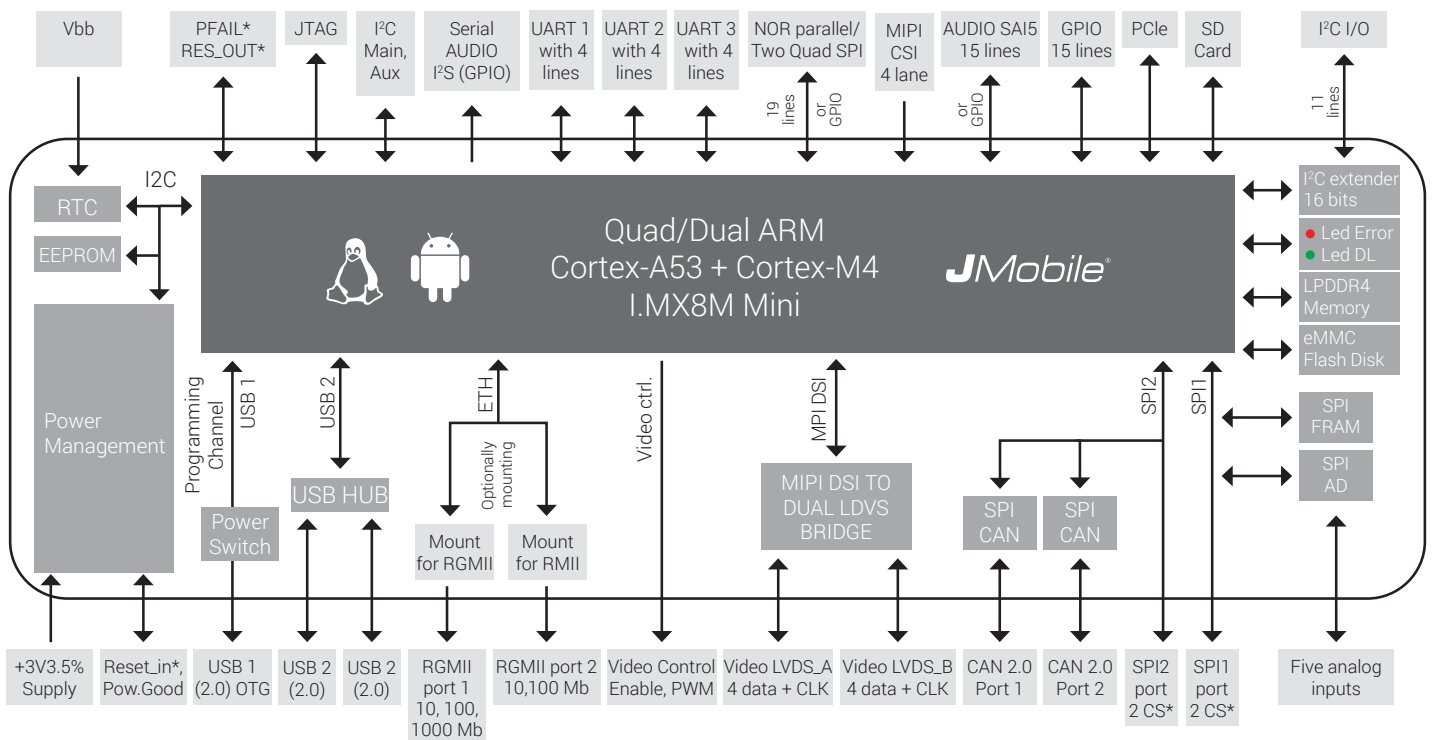 Vbb
PFAIL*
RES_OUT*
JTAG
I²C
Main,
Aux
Serial
AUDIO
I²S (GPIO)
UART 1
with 4
lines
UART 2
with 4
lines
UART 3
with 4
lines
NOR parallel/
Two Quad SPI
MIPI
CSI
4 lane
AUDIO SAI5
15 lines
GPIO
15 lines
PCIe
SD
Card
I²C I/O
19
lines
or
GPIO
or
GPIO
11
lines
I2C
RTC
EEPROM
Power
Management
Quad/Dual ARM
Cortex-A53 + Cortex-M4
I.MX8M Mini
JMobile®
I²C extender
16 bits
Led Error
Led DL
LPDDR4
Memory
eMMC
Flash Disk
SPI
FRAM
SPI
AD
Programming
Channel
USB 1
USB 2
ETH
Optionally
mounting
Video ctrl.
MPI DSI
SPI2
SPI1
Power
Switch
USB HUB
Mount
for RGMII
Mount
for RMII
MIPI DSI TO
DUAL LDVS
BRIDGE
SPI
CAN
SPI
CAN
+3V3.5%
Supply
Reset_in*,
Pow.Good
USB 1
(2.0) OTG
USB 2
(2.0)
USB 2
(2.0)
RGMII
port 1
10, 100,
1000 Mb
RGMII port 2
10,100 Mb
Video Control
Enable, PWM
Video LVDS_A
4 data + CLK
Video LVDS_B
4 data + CLK
CAN 2.0
Port 1
CAN 2.0
Port 2
SPI2
port
2 CS*
SPI1
port
2 CS*
Five analog
inputs